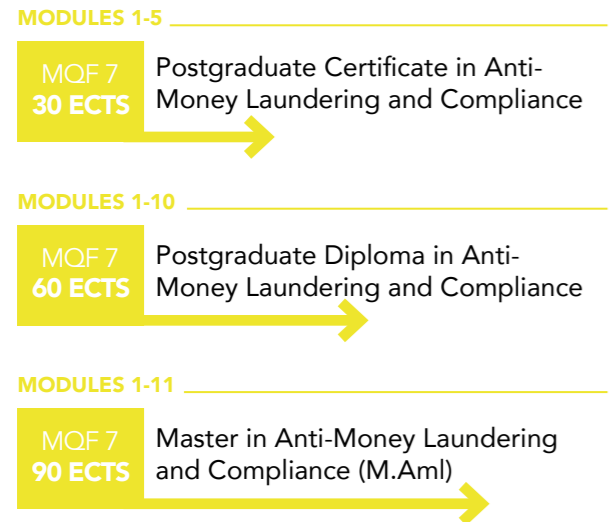 MODULES 1-5
MQF 7
30 ECTS
Postgraduate Certificate in Anti-
Money Laundering and Compliance
MODULES 1-10
MQF 7
60 ECTS
Postgraduate Diploma in Anti-
Money Laundering and Compliance
MODULES 1-11
MQF 7
90 ECTS
Master in Anti-Money Laundering
and Compliance (M.Aml)